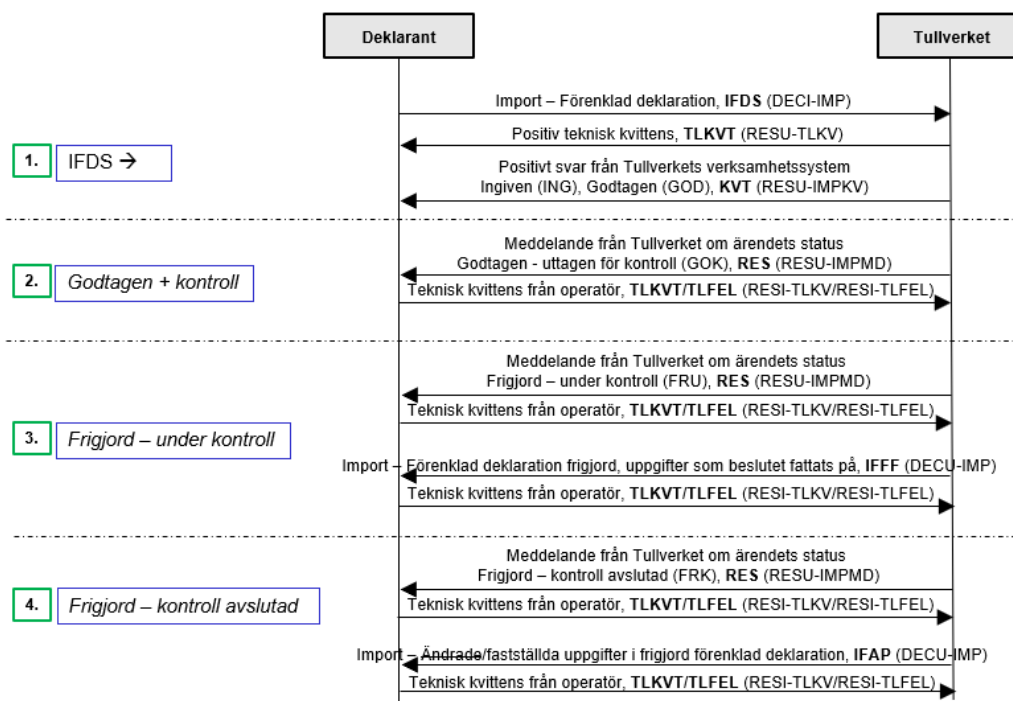 Deklarant
Tullverket
Import – Förenklad deklaration, IFDS (DECI-IMP)
Positiv teknisk kvittens, TLKVT (RESU-TLKV)
1.
IFDS →
Positivt svar från Tullverkets verksamhetssystem
Ingiven (ING), Godtagen (GOD), KVT (RESU-IMPKV)
2.
Godtagen + kontroll
Meddelande från Tullverket om ärendets status
Godtagen - uttagen för kontroll (GOK), RES (RESU-IMPMD)
Teknisk kvittens från operatör, TLKVT/TLFEL (RESI-TLKV/RESI-TLFEL)
3.
Frigjord – under kontroll
Meddelande från Tullverket om ärendets status
Frigjord – under kontroll (FRU), RES (RESU-IMPMD)
Teknisk kvittens från operatör, TLKVT/TLFEL (RESI-TLKV/RESI-TLFEL)
Import – Förenklad deklaration frigjord, uppgifter som beslutet fattats på, IFFF (DECU-IMP)
Teknisk kvittens från operatör, TLKVT/TLFEL (RESI-TLKV/RESI-TLFEL)
4.
Frigjord – kontroll avslutad
Meddelande från Tullverket om ärendets status
Frigjord – kontroll avslutad (FRK), RES (RESU-IMPMD)
Teknisk kvittens från operatör, TLKVT/TLFEL (RESI-TLKV/RESI-TLFEL)
Import – Ändrade/fastställda uppgifter i frigjord förenklad deklaration, IFAP (DECU-IMP)
Teknisk kvittens från operatör, TLKVT/TLFEL (RESI-TLKV/RESI-TLFEL)